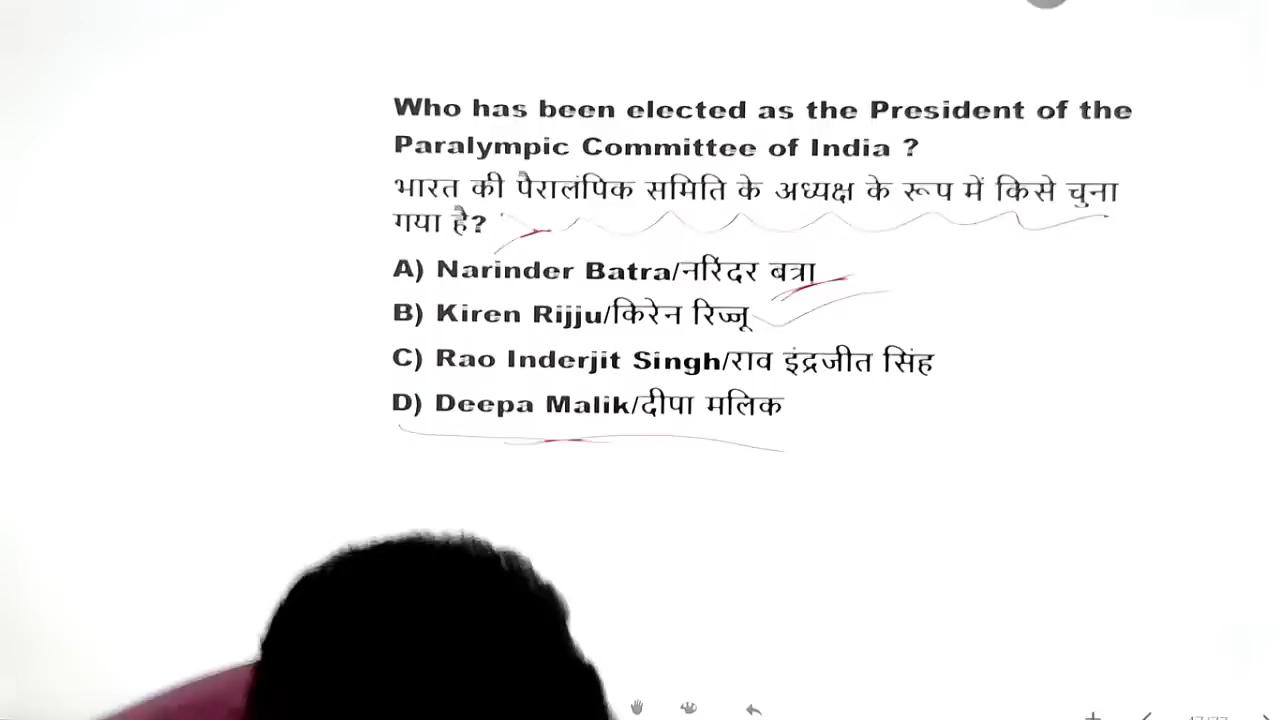 Who has been elected as the President of the
Paralympic Committee of India ?
भारत की पैरालंपिक समिति के अध्यक्ष के रूप में किसे चुना
गया है?
A) Narinder Batra/नरिंदर बत्रा
B) Kiren Rijju/किरेन रिज्जू
C) Rao Inderjit Singh/राव इंद्रजीत सिंह
D) Deepa Malik/दीपा मलिक